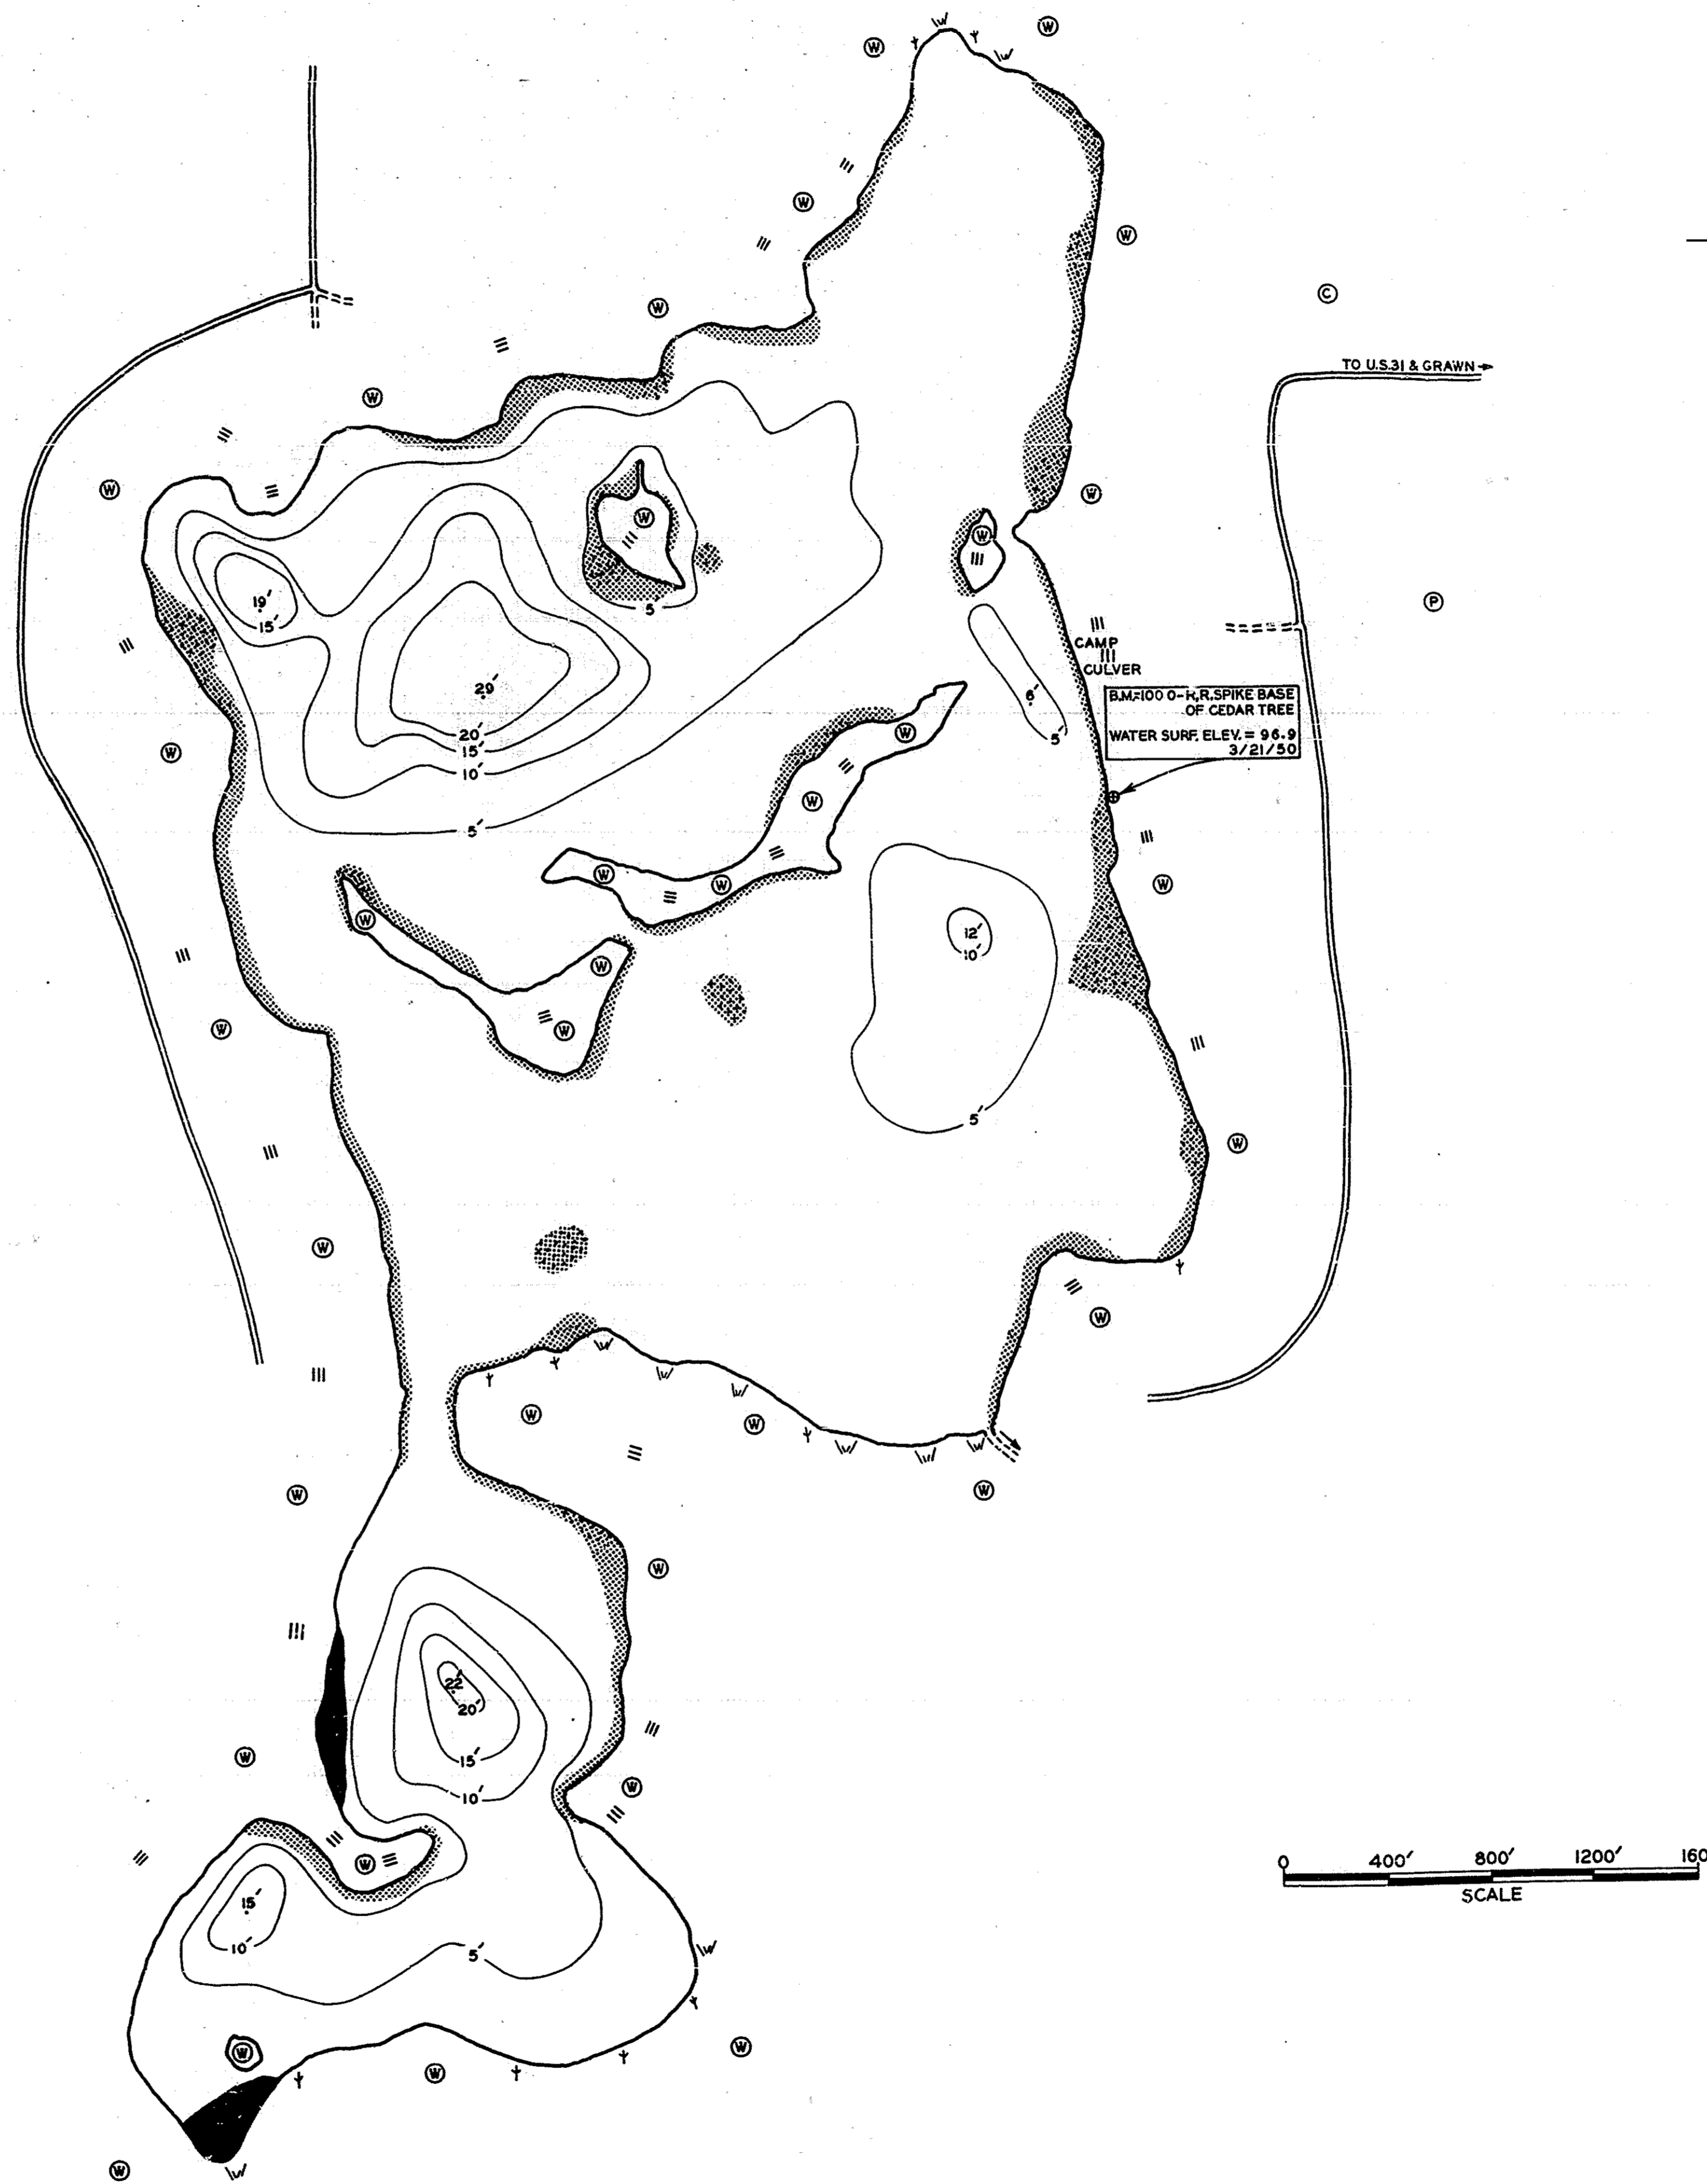 W
W
W
W
W
C
W
TO U.S.31 & GRAWN
W
W
W
W
W
P
5′
19′
15′
CAMP
CULVER
29′
6′
B.M.=100 0-R.R.SPIKE BASE
OF CEDAR TREE
WATER SURF. ELEV. = 96.9
3/21/50
20′
15′
10′
5′
W
W
5′
W
W
W
W
W
12′
10′
W
W
W
5′
W
W
W
W
W
W
W
W
22′
20′
15′
10′
W
W
W
15′
10′
5′
0 400′ 800′ 1200′ 160
SCALE
W
W
W
W